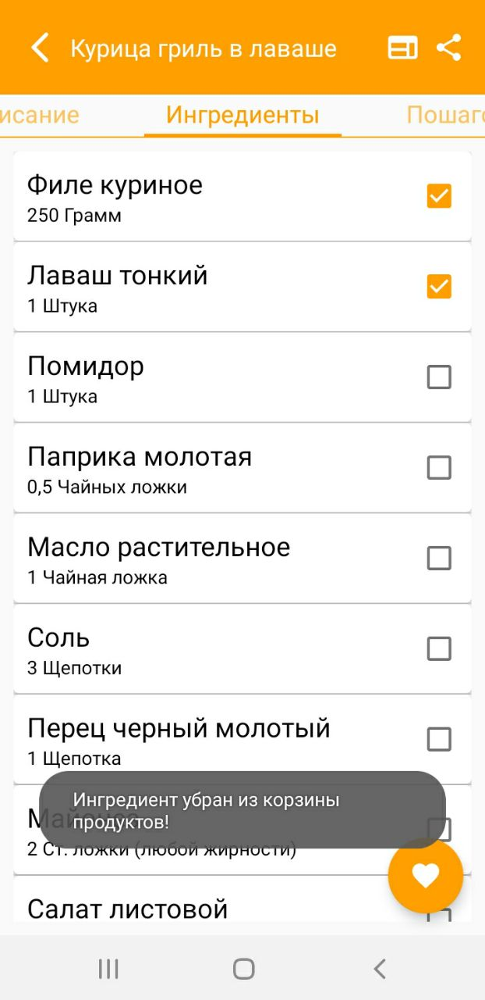 Курица гриль в лаваше
исание Ингредиенты Пошаго
Филе куриное
250 Грамм
Лаваш тонкий
1 Штука
Помидор
1 Штука
Паприка молотая
0,5 Чайных ложки
Масло растительное
1 Чайная ложка
Соль
3 Щепотки
Перец черный молотый
1 Щепотка
Ингредиент убран из корзины
Майонез
продуктов!
2 Ст. ложки (любой жирности)
Салат листовой